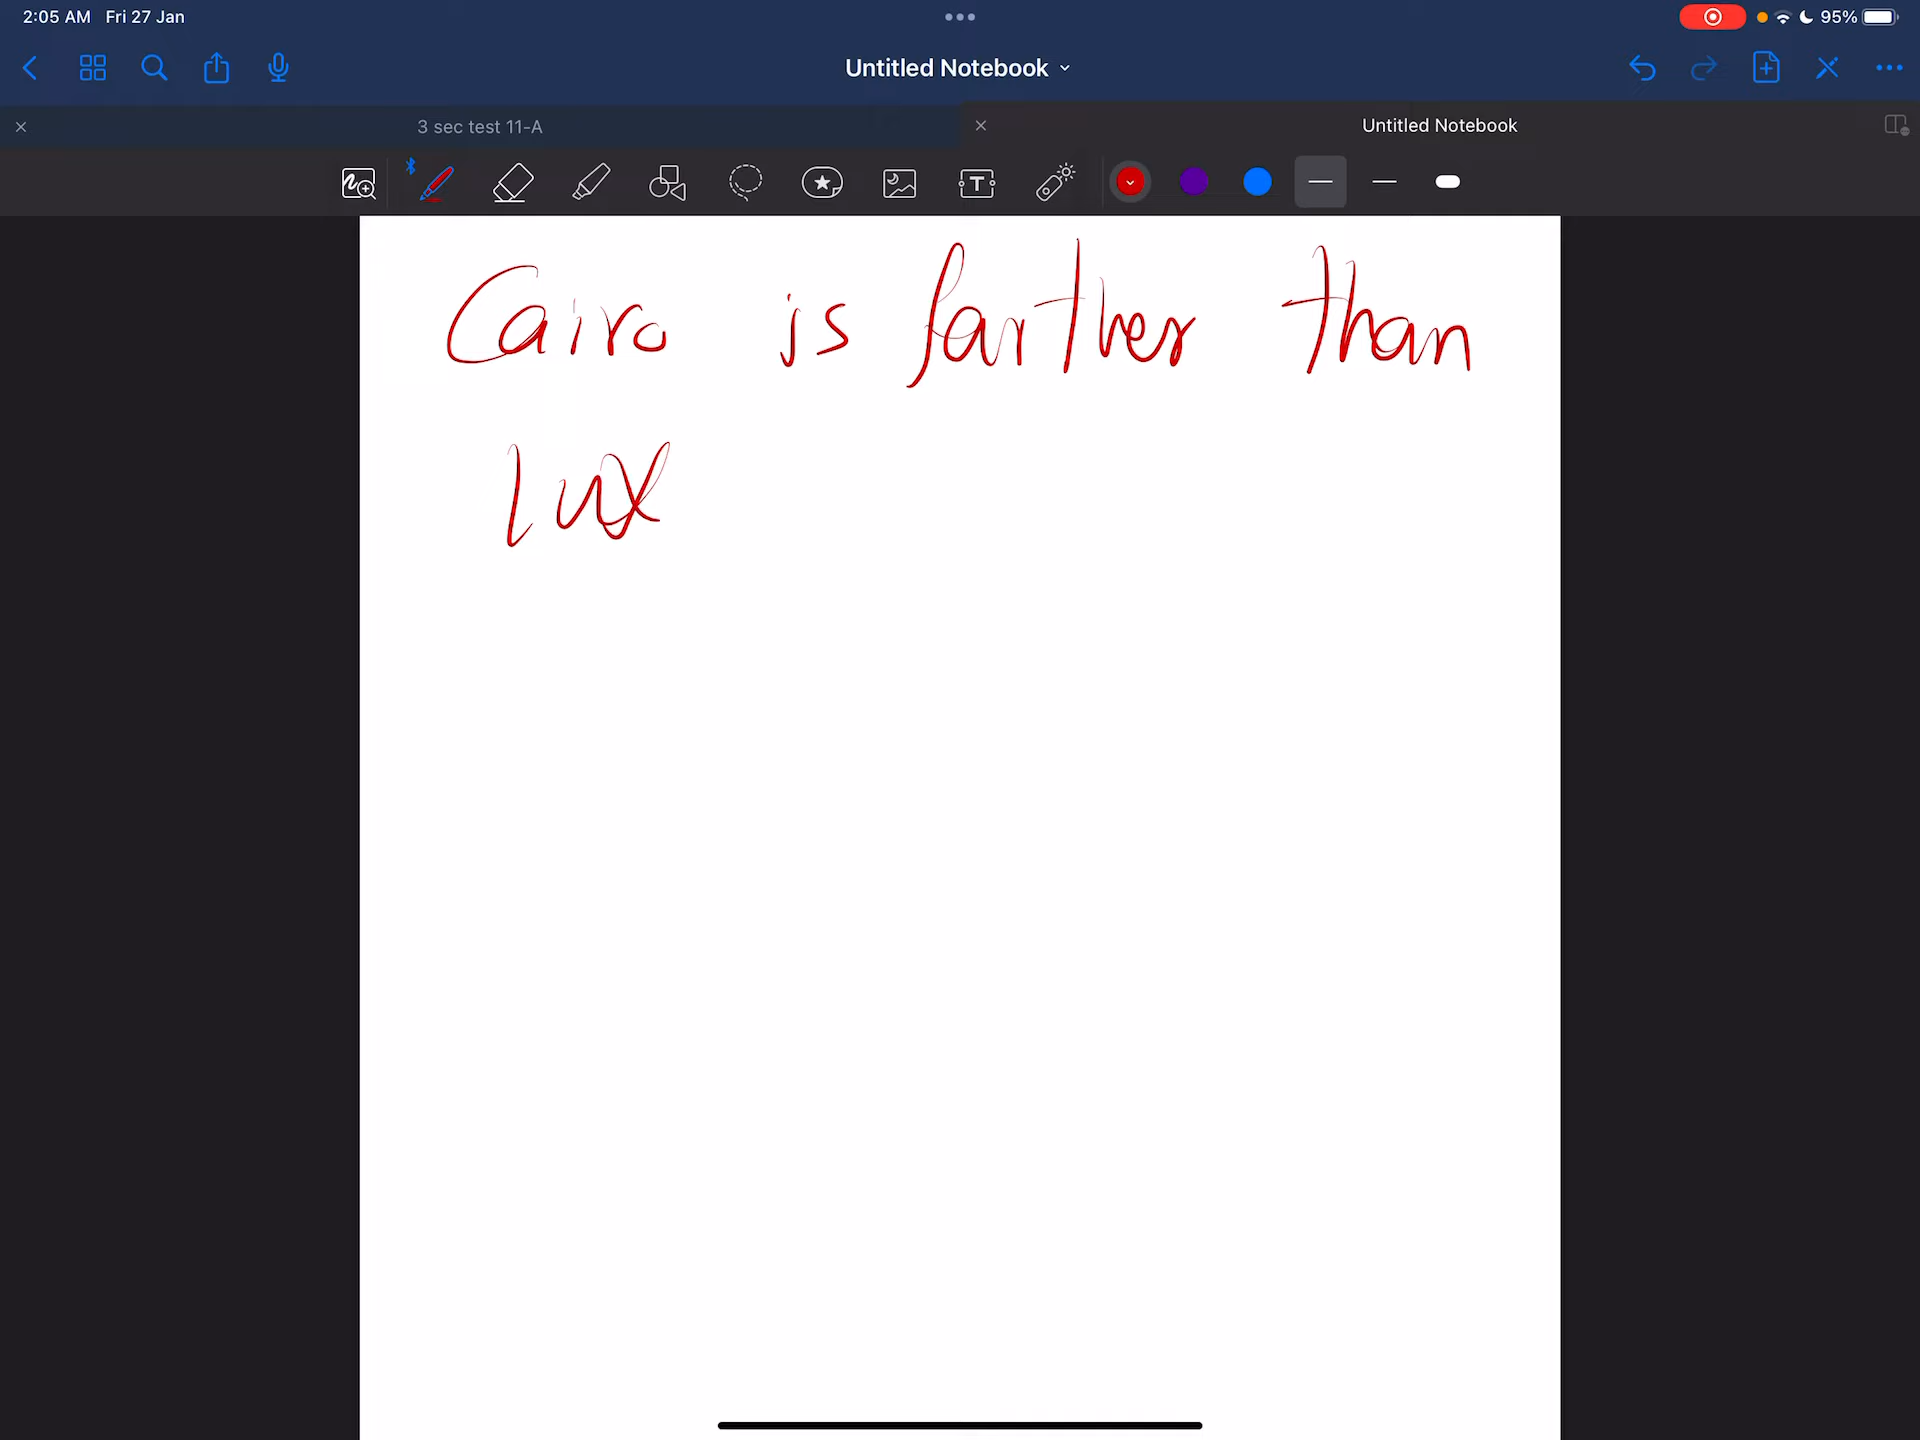 2:05 AM Fri 27 Jan 95%
Untitled Notebook
3 sec test 11-A Untitled Notebook
Cairo is farther than
lux